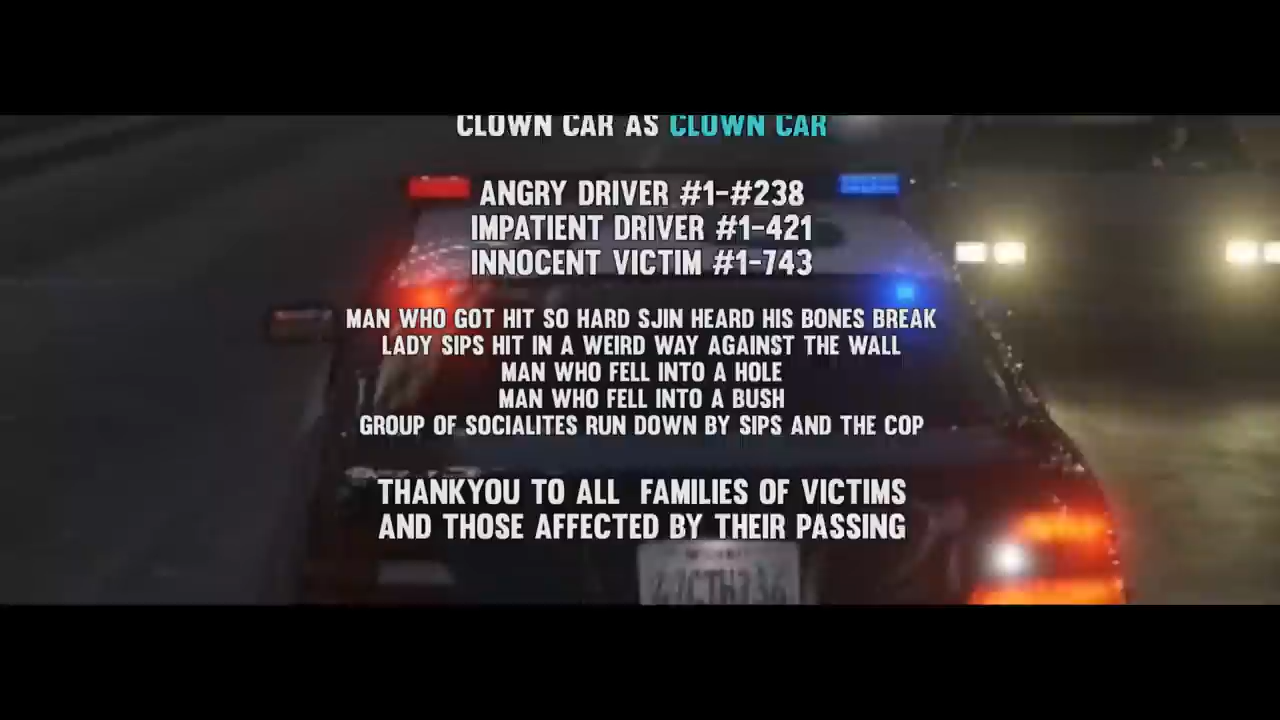 CLOWN CAR AS CLOWN CAR
ANGRY DRIVER #1-#238
IMPATIENT DRIVER #1-421
INNOCENT VICTIM #1-743
MAN WHO GOT HIT SO HARD SJIN HEARD HIS BONES BREAK
LADY SIPS HIT IN A WEIRD WAY AGAINST THE WALL
MAN WHO FELL INTO A HOLE
MAN WHO FELL INTO A BUSH
GROUP OF SOCIALITES RUN DOWN BY SIPS AND THE COP
THANKYOU TO ALL  FAMILIES OF VICTIMS
AND THOSE AFFECTED BY THEIR PASSING